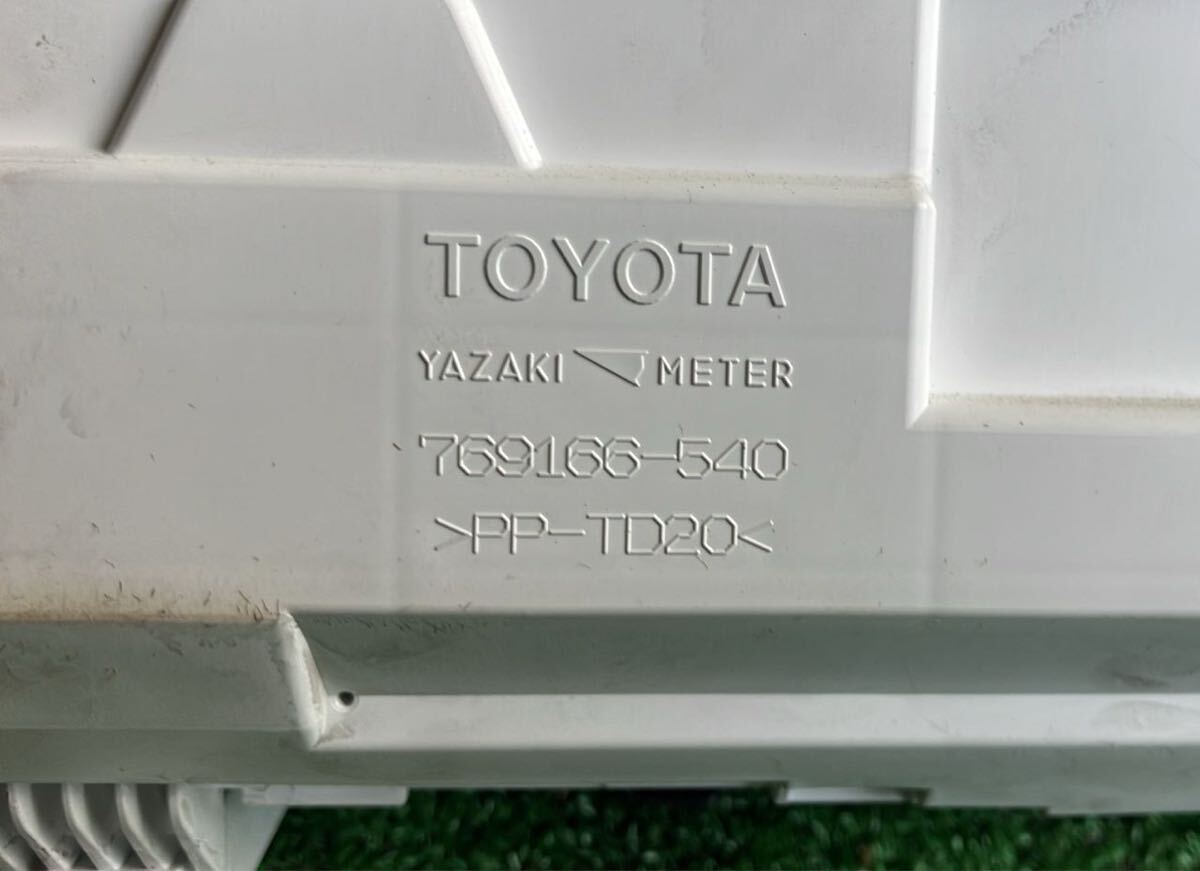 TOYOTA
YAZAKI METER
769166-540
>PP-TD20<